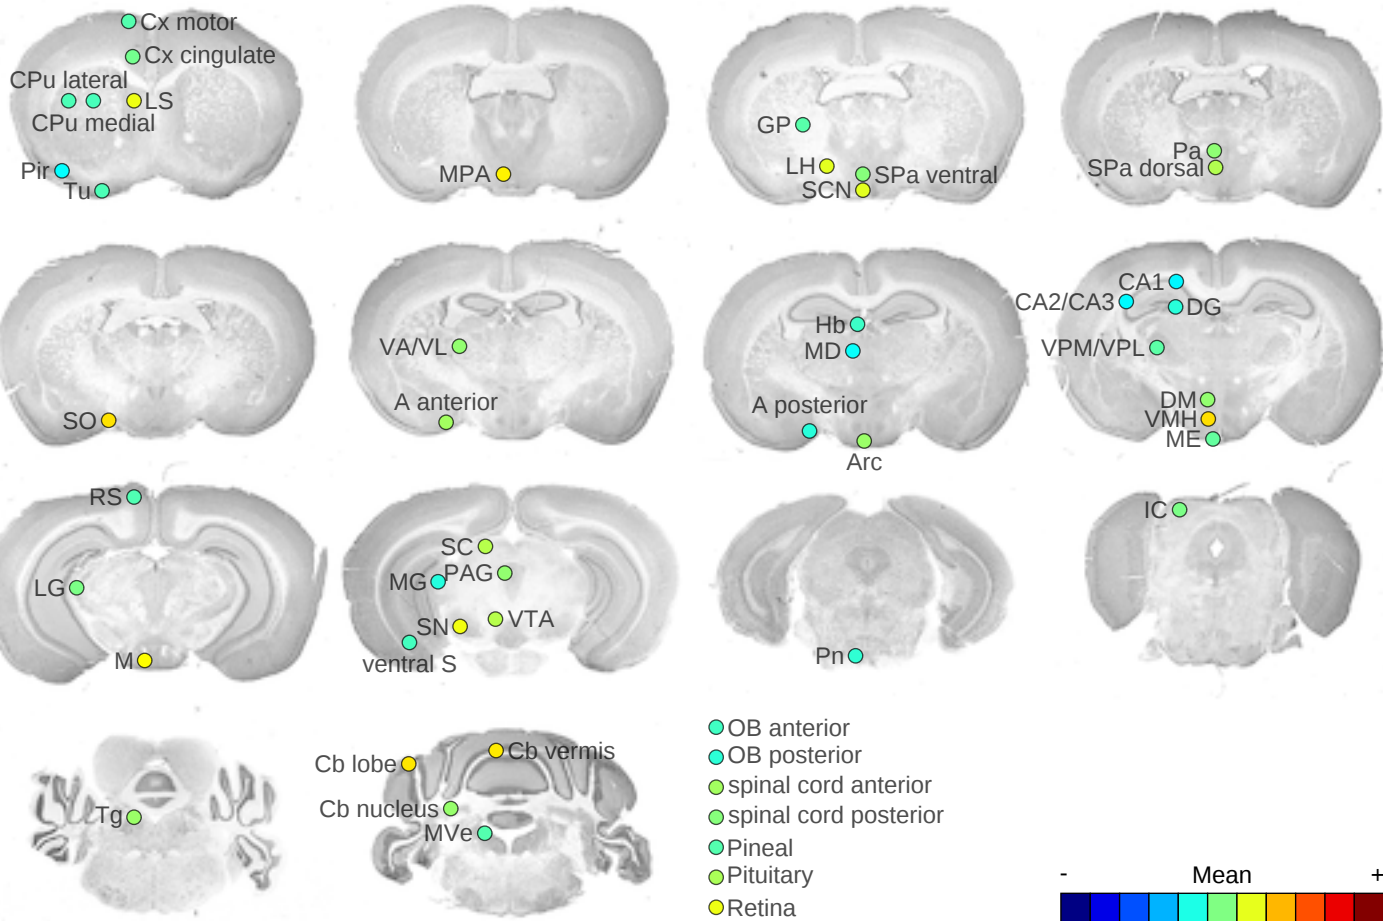 Cx motor
Cx cingulate
CPu lateral
LS
CPu medial
Pir
Tu
MPA
GP
LH
SPa ventral
SCN
Pa
SPa dorsal
SO
VA/VL
A anterior
Hb
MD
A posterior
Arc
CA1
CA2/CA3
DG
VPM/VPL
DM
VMH
ME
RS
LG
M
SC
MG
PAG
SN
VTA
ventral S
Pn
IC
Tg
Cb lobe
Cb vermis
Cb nucleus
MVe
OB anterior
OB posterior
spinal cord anterior
spinal cord posterior
Pineal
Pituitary
Retina
- Mean +